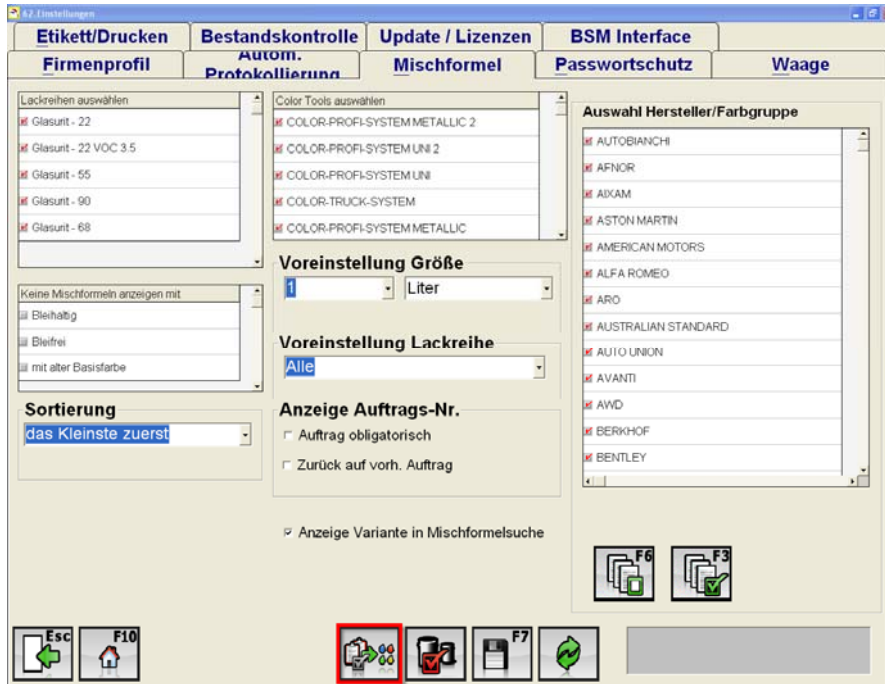 62.Einstellungen
Etikett/Drucken
Bestandskontrolle
Update / Lizenzen
BSM Interface
Firmenprofil
Autom.
Protokollierung
Mischformel
Passwortschutz
Waage
Lackreihen auswählen
Glasurit - 22
Glasurit - 22 VOC 3.5
Glasurit - 55
Glasurit - 90
Glasurit - 68
Keine Mischformeln anzeigen mit
Bleihaltig
Bleifrei
mit alter Basisfarbe
Sortierung
das Kleinste zuerst
Color Tools auswählen
COLOR-PROFI-SYSTEM METALLIC 2
COLOR-PROFI-SYSTEM UNI 2
COLOR-PROFI-SYSTEM UNI
COLOR-TRUCK-SYSTEM
COLOR-PROFI-SYSTEM METALLIC
Voreinstellung Größe
1
Liter
Voreinstellung Lackreihe
Alle
Anzeige Auftrags-Nr.
Auftrag obligatorisch
Zurück auf vorh. Auftrag
Anzeige Variante in Mischformelsuche
Auswahl Hersteller/Farbgruppe
AUTOBIANCHI
AFNOR
AIXAM
ASTON MARTIN
AMERICAN MOTORS
ALFA ROMEO
ARO
AUSTRALIAN STANDARD
AUTO UNION
AVANTI
AWD
BERKHOF
BENTLEY
F6
F3
Esc
F10
F7